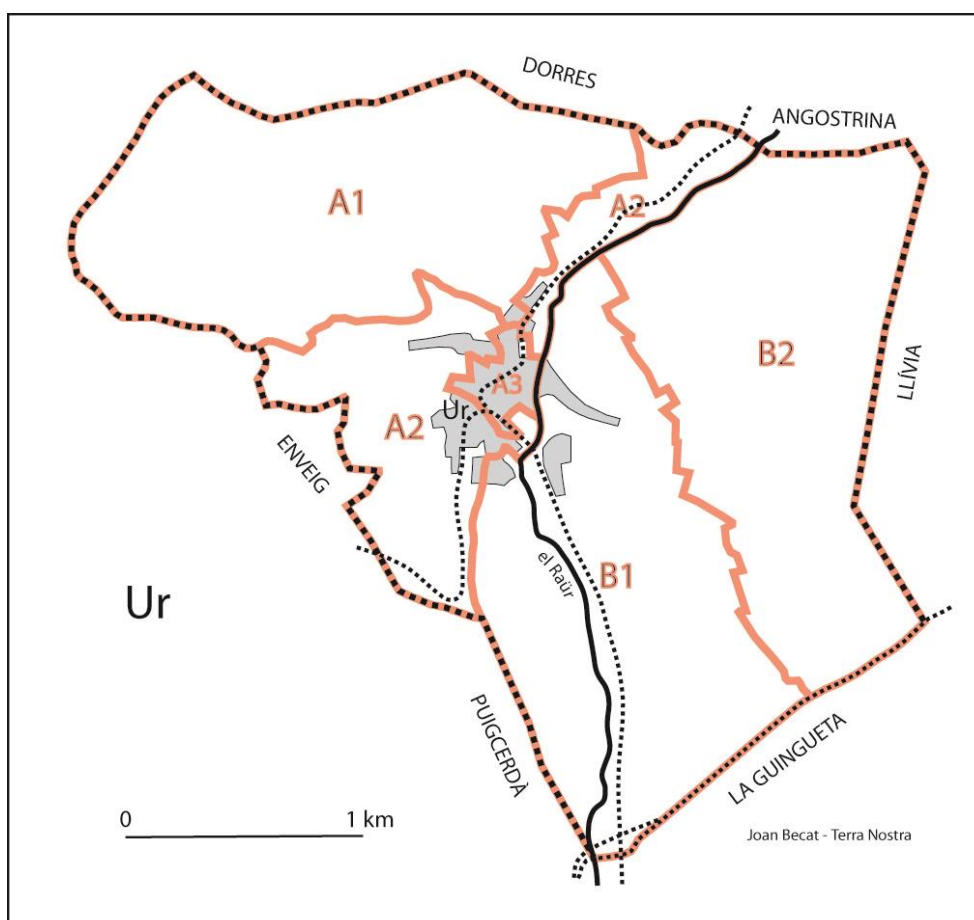 DORRES
ANGOSTRINA
A1
A2
B2
LLÍVIA
A3
Ur
A2
ENVEIG
el Raür
B1
Ur
PUIGCERDÀ
LA GUINGUETA
0 1 km
Joan Becat - Terra Nostra